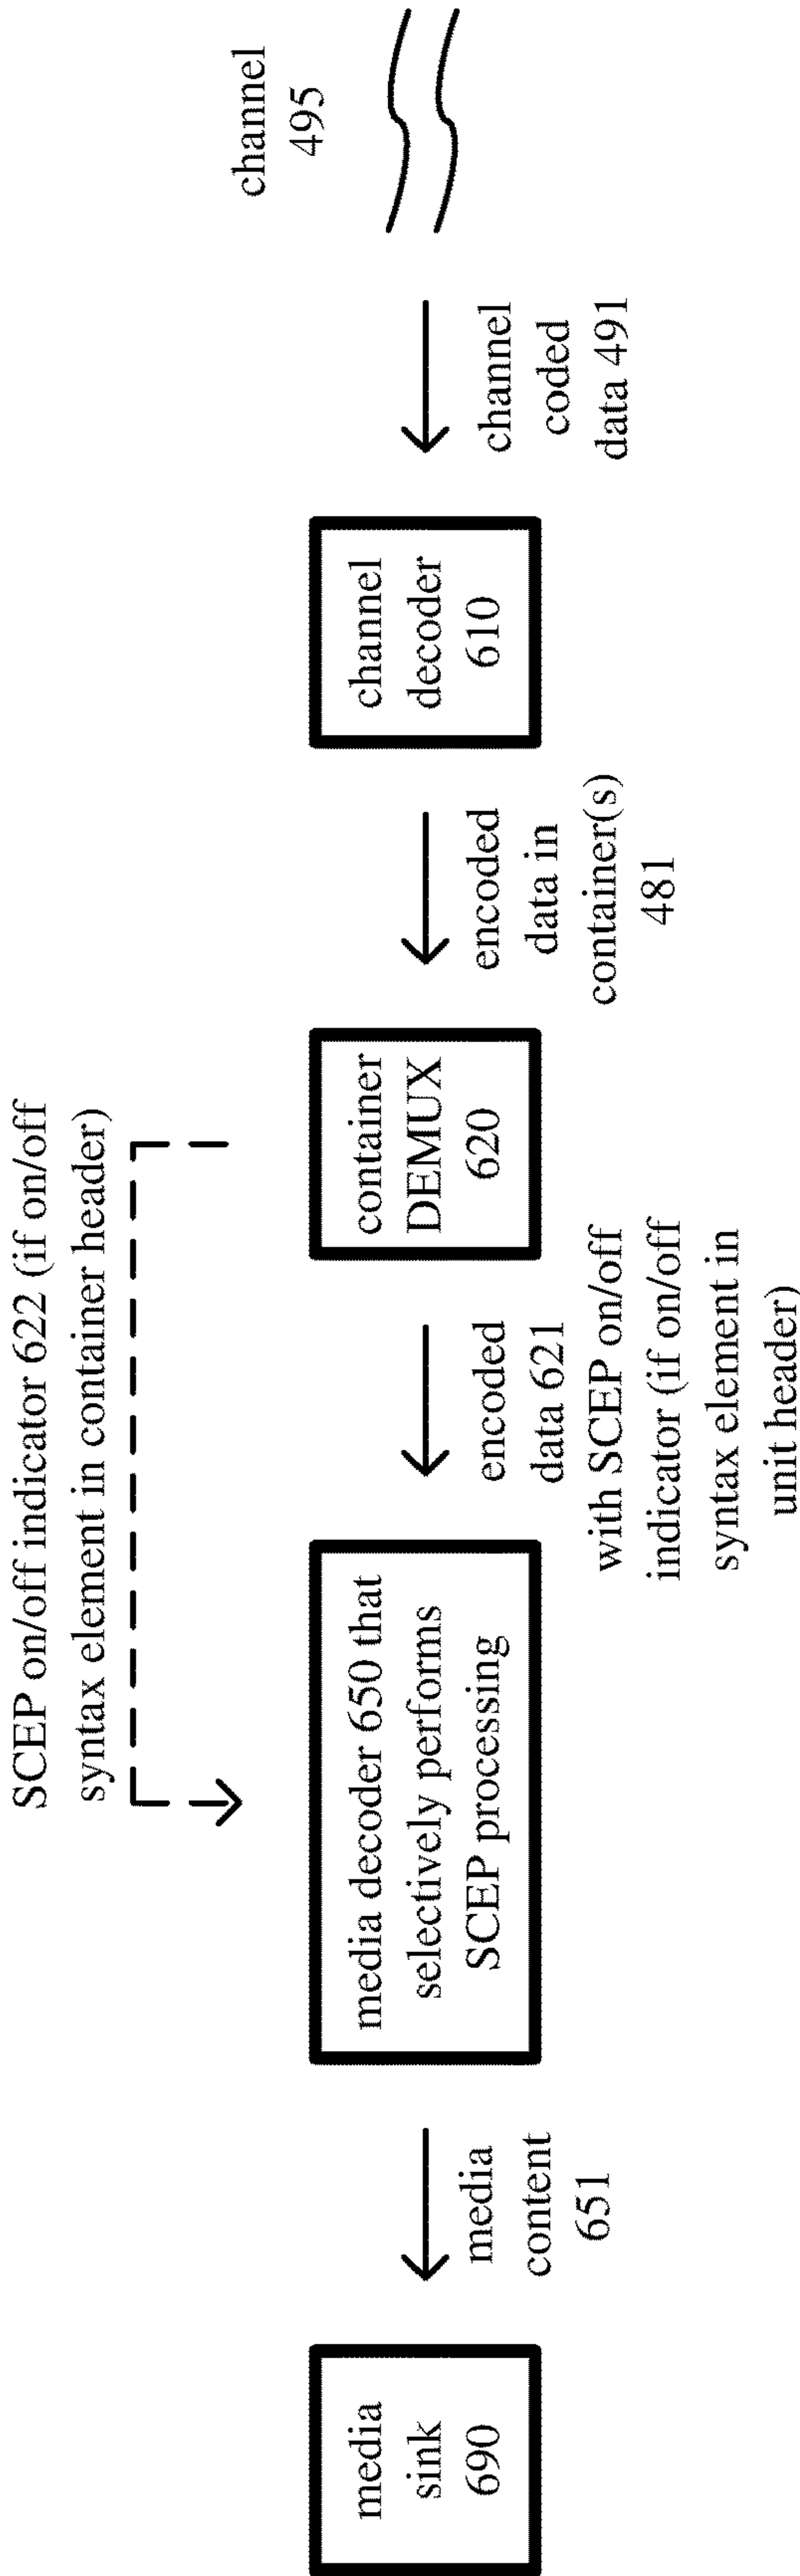 SCEP on/off indicator 622 (if on/off
syntax element in container header)
media
sink
690
media
content
651
media decoder 650 that
selectively performs
SCEP processing
encoded
data 621
with SCEP on/off
indicator (if on/off
syntax element in
unit header)
container
DEMUX
620
encoded
data in
container(s)
481
channel
decoder
610
channel
coded
data 491
channel
495